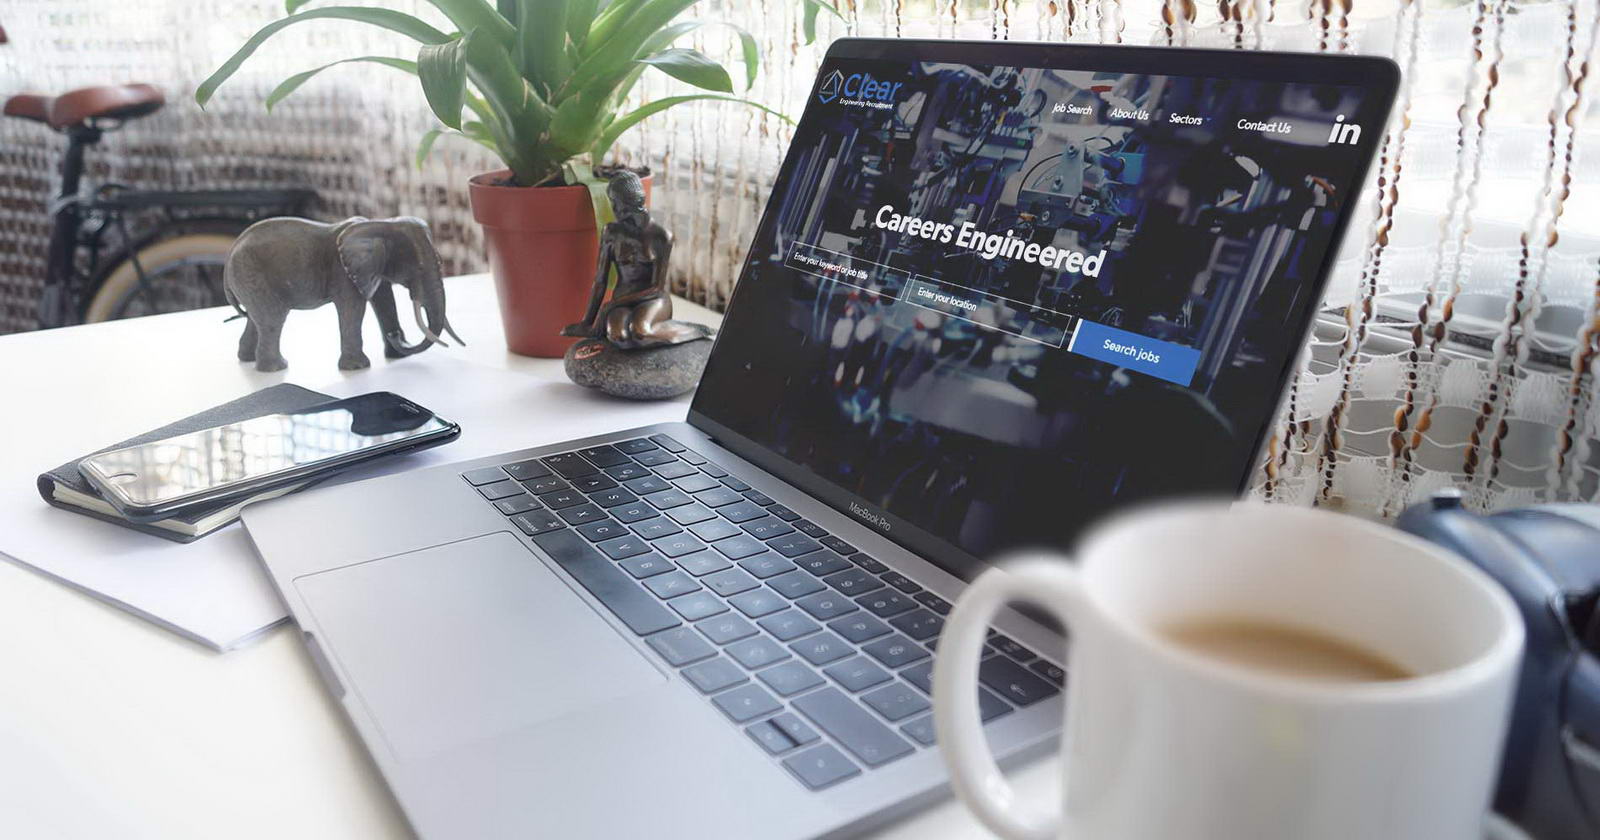 Clear
Engineering Recruitment
Job Search
About Us
Sectors
Contact Us
in
Careers Engineered
Enter your keyword or job title
Enter your location
Search jobs
MacBook Pro